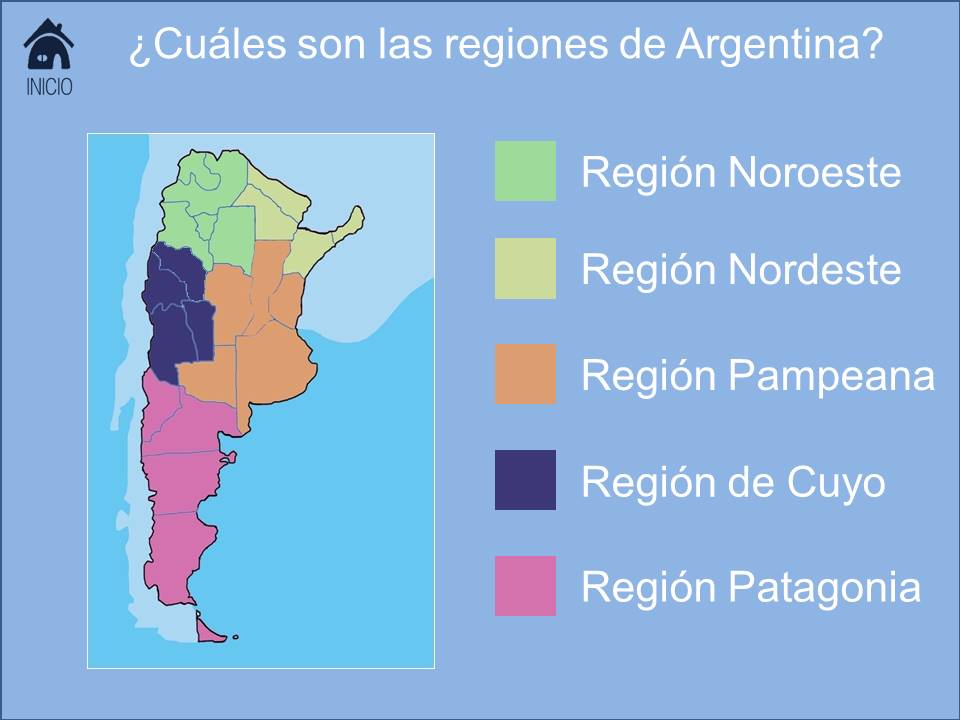 ¿Cuáles son las regiones de Argentina?
INICIO
Región Noroeste
Región Nordeste
Región Pampeana
Región de Cuyo
Región Patagonia